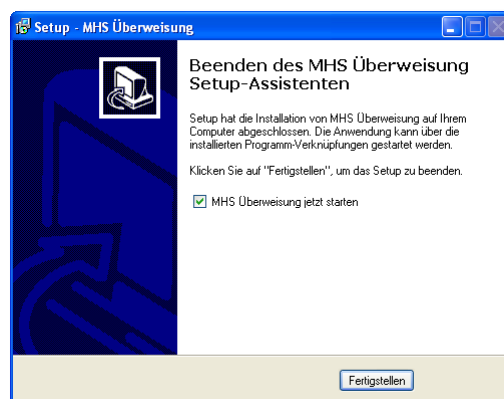 Setup - MHS Überweisung
Beenden des MHS Überweisung
Setup-Assistenten
Setup hat die Installation von MHS Überweisung auf Ihrem
Computer abgeschlossen. Die Anwendung kann über die
installierten Programm-Verknüpfungen gestartet werden.
Klicken Sie auf "Fertigstellen", um das Setup zu beenden.
MHS Überweisung jetzt starten
Fertigstellen